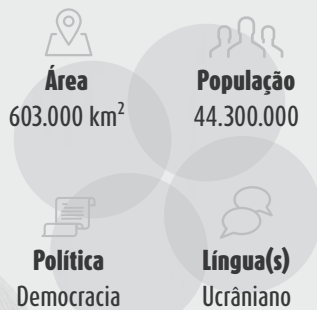 Área
603.000 km²
População
44.300.000
Política
Democracia
Língua(s)
Ucrâniano